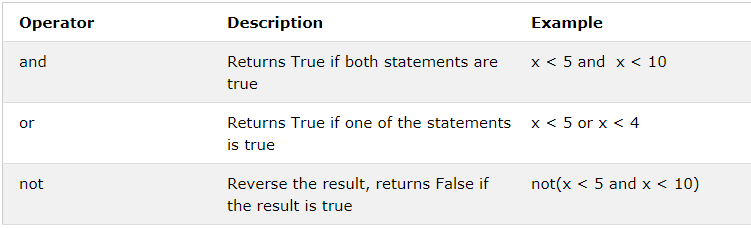 Operator Description Example
and Returns True if both statements are x < 5 and  x < 10
true
or Returns True if one of the statements x < 5 or x < 4
is true
not Reverse the result, returns False if not(x < 5 and x < 10)
the result is true